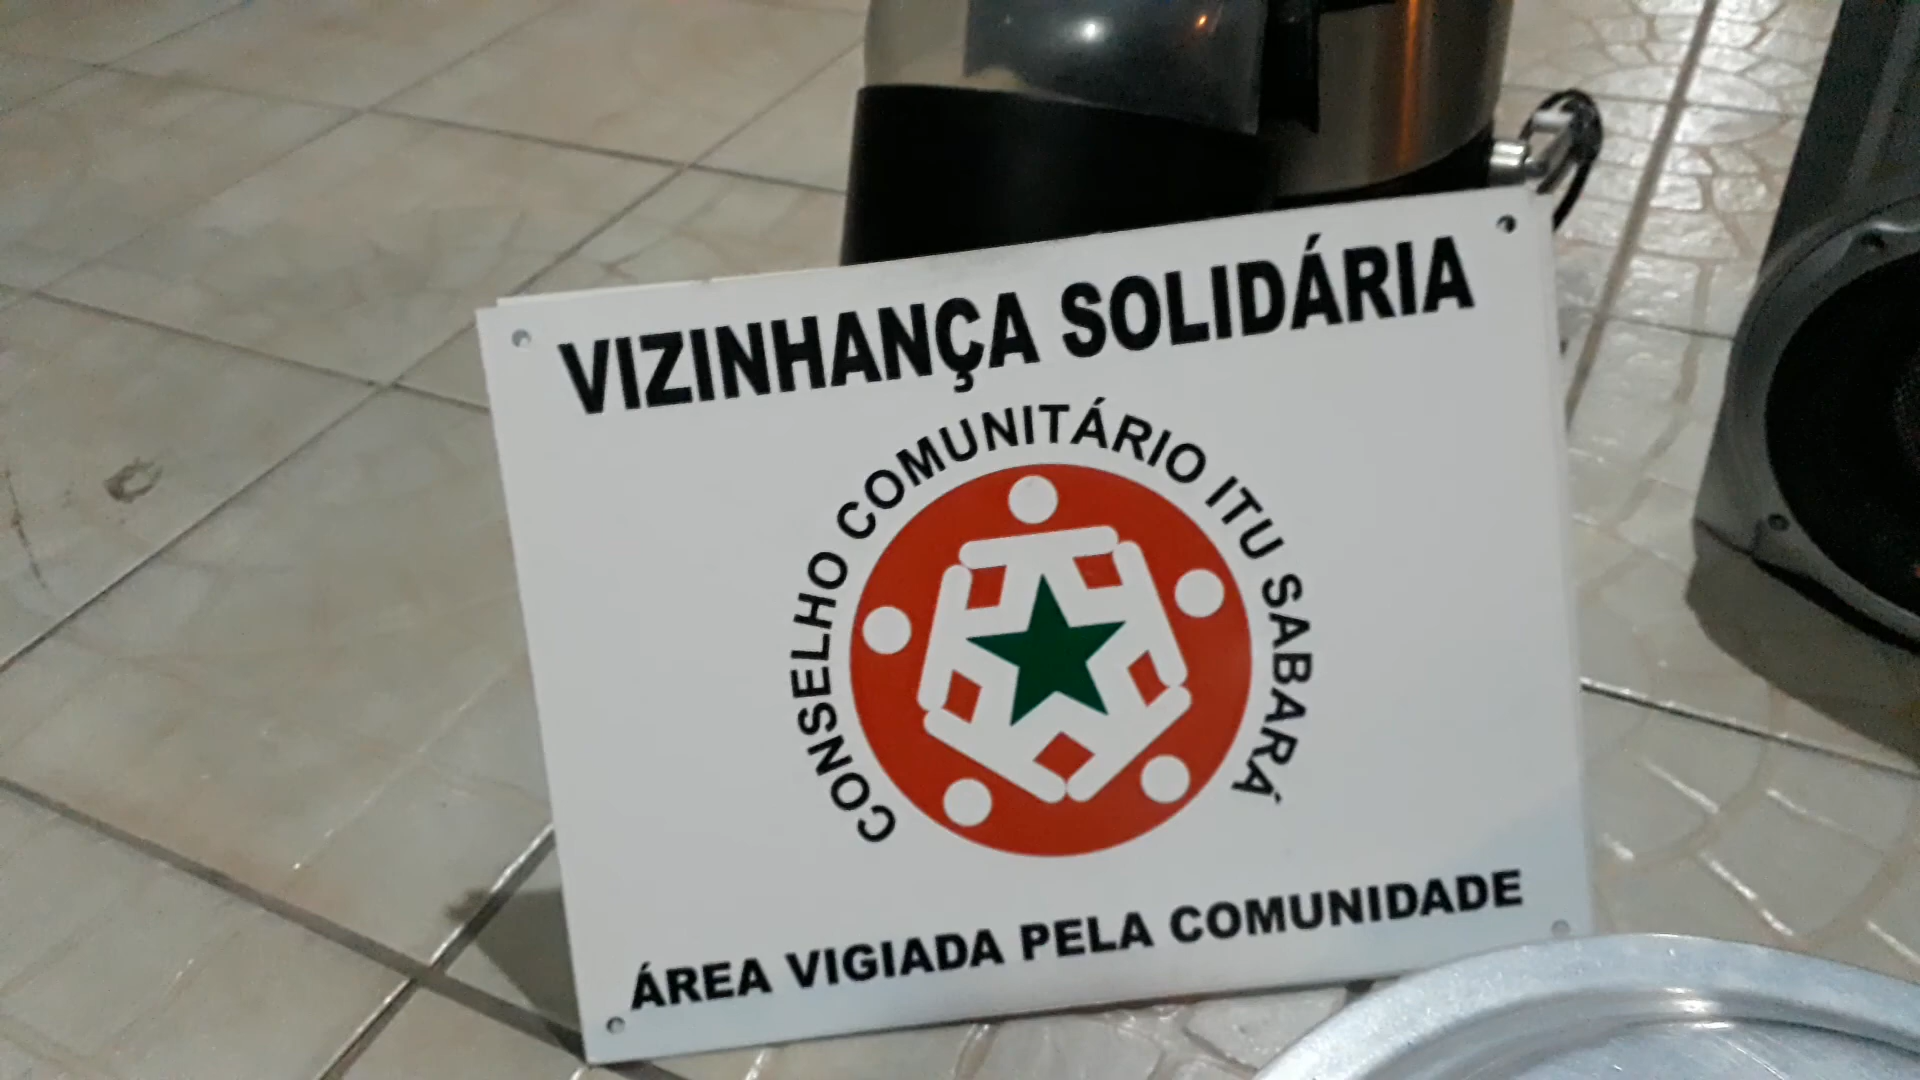 VIZINHANÇA SOLIDÁRIA
CONSELHO COMUNITÁRIO ITU SABARÁ
ÁREA VIGIADA PELA COMUNIDADE